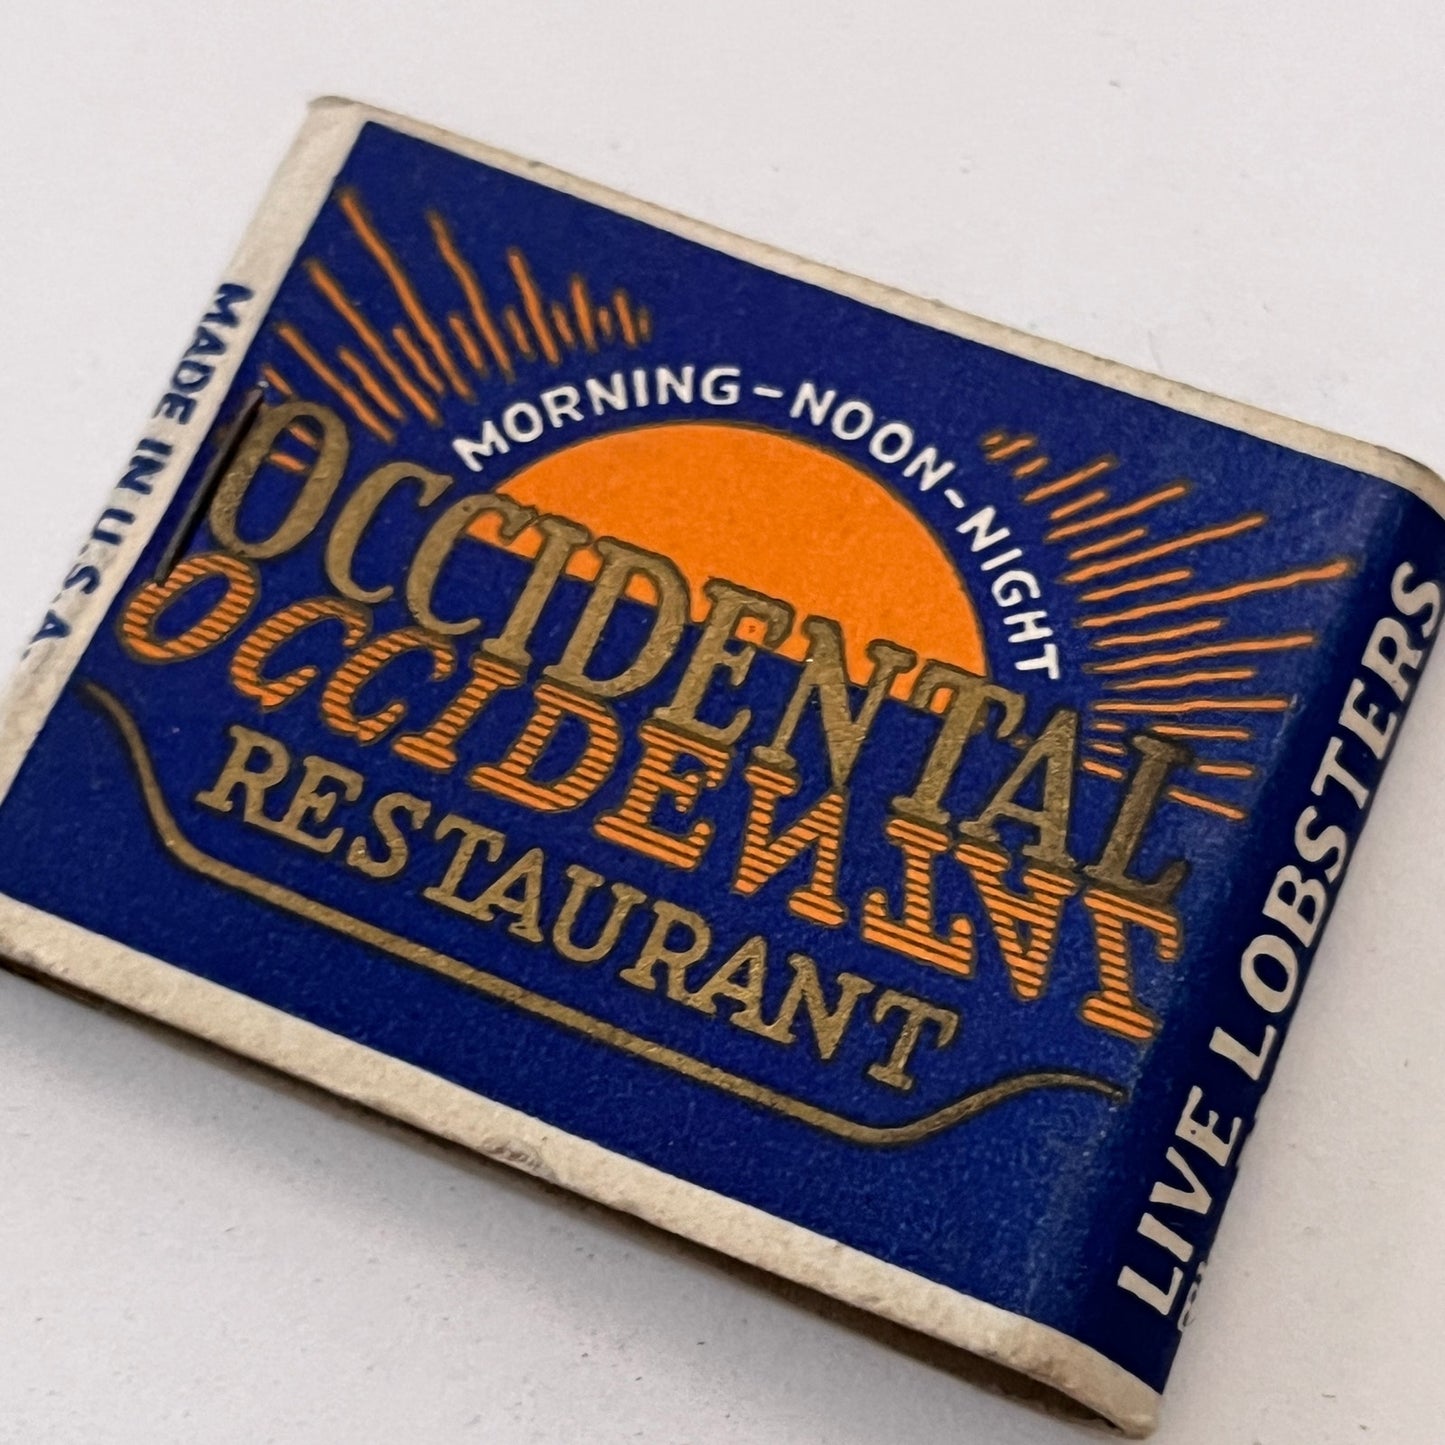 MORNING-NOON-NIGHT
OCCIDENTAL
OCCIDENTAL
RESTAURANT
MADE IN U.S.A.
LIVE LOBSTERS